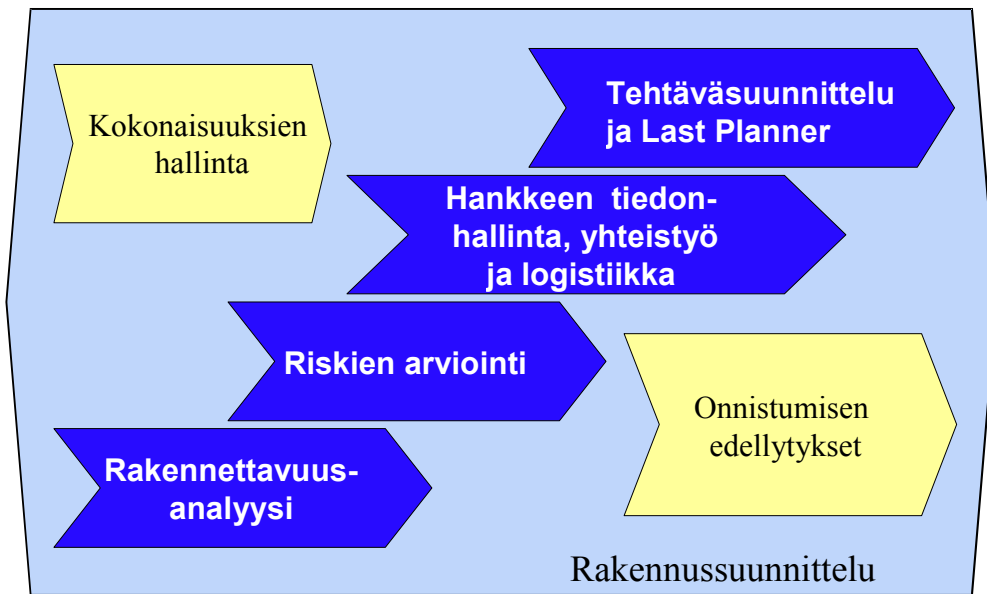 Kokonaisuuksien
hallinta
Tehtäväsuunnittelu
ja Last Planner
Hankkeen tiedon-
hallinta, yhteistyö
ja logistiikka
Riskien arviointi
Onnistumisen
edellytykset
Rakennettavuus-
analyysi
Rakennussuunnittelu